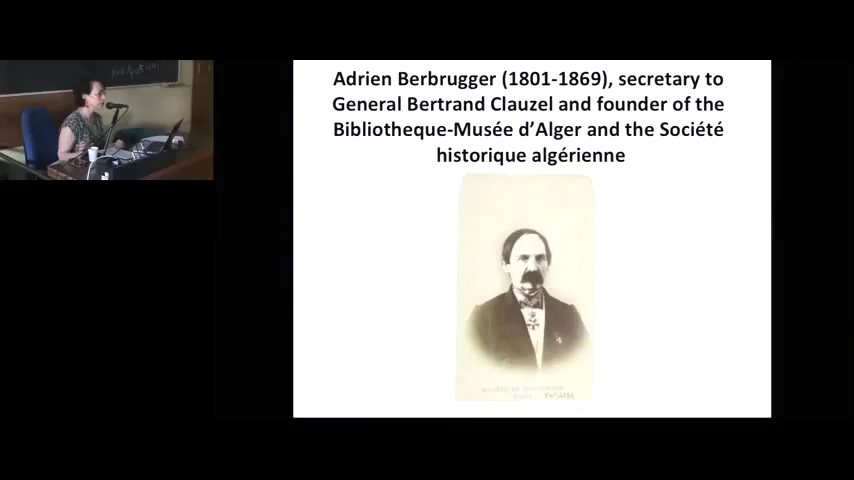 Adrien Berbrugger (1801-1869), secretary to
General Bertrand Clauzel and founder of the
Bibliotheque-Musée d'Alger and the Société
historique algérienne